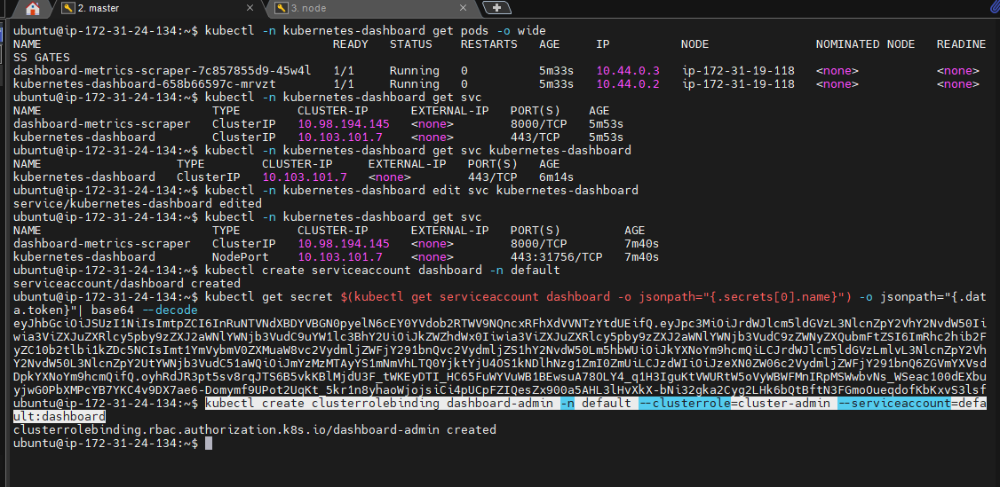 2. master
3. node
ubuntu@ip-172-31-24-134:~$ kubectl -n kubernetes-dashboard get pods -o wide
NAME READY STATUS RESTARTS AGE IP NODE NOMINATED NODE READINE
SS GATES
dashboard-metrics-scraper-7c857855d9-45w4l 1/1 Running 0 5m33s 10.44.0.3 ip-172-31-19-118 <none> <none>
kubernetes-dashboard-658b66597c-mrvzt 1/1 Running 0 5m33s 10.44.0.2 ip-172-31-19-118 <none> <none>
ubuntu@ip-172-31-24-134:~$ kubectl -n kubernetes-dashboard get svc
NAME TYPE CLUSTER-IP EXTERNAL-IP PORT(S) AGE
dashboard-metrics-scraper ClusterIP 10.98.194.145 <none> 8000/TCP 5m53s
kubernetes-dashboard ClusterIP 10.103.101.7 <none> 443/TCP 5m53s
ubuntu@ip-172-31-24-134:~$ kubectl -n kubernetes-dashboard get svc kubernetes-dashboard
NAME TYPE CLUSTER-IP EXTERNAL-IP PORT(S) AGE
kubernetes-dashboard ClusterIP 10.103.101.7 <none> 443/TCP 6m14s
ubuntu@ip-172-31-24-134:~$ kubectl -n kubernetes-dashboard edit svc kubernetes-dashboard
service/kubernetes-dashboard edited
ubuntu@ip-172-31-24-134:~$ kubectl -n kubernetes-dashboard get svc
NAME TYPE CLUSTER-IP EXTERNAL-IP PORT(S) AGE
dashboard-metrics-scraper ClusterIP 10.98.194.145 <none> 8000/TCP 7m40s
kubernetes-dashboard NodePort 10.103.101.7 <none> 443:31756/TCP 7m40s
ubuntu@ip-172-31-24-134:~$ kubectl create serviceaccount dashboard -n default
serviceaccount/dashboard created
ubuntu@ip-172-31-24-134:~$ kubectl get secret $(kubectl get serviceaccount dashboard -o jsonpath="{.secrets[0].name}") -o jsonpath="{.dat
a.token}"| base64 --decode
ubuntu@ip-172-31-24-134:~$ kubectl create clusterrolebinding dashboard-admin -n default --clusterrole=cluster-admin --serviceaccount=defa
ult:dashboard
clusterrolebinding.rbac.authorization.k8s.io/dashboard-admin created
ubuntu@ip-172-31-24-134:~$